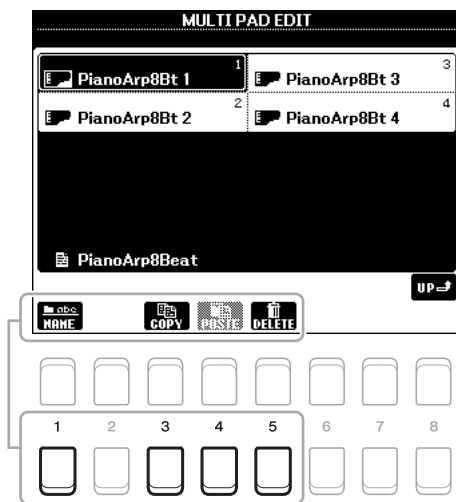 MULTI PAD EDIT
1
PianoArp8Bt 1
3
PianoArp8Bt 3
2
PianoArp8Bt 2
4
PianoArp8Bt 4
PianoArp8Beat
UP
abc
NAME
COPY
PASTE
DELETE
1 2 3 4 5 6 7 8